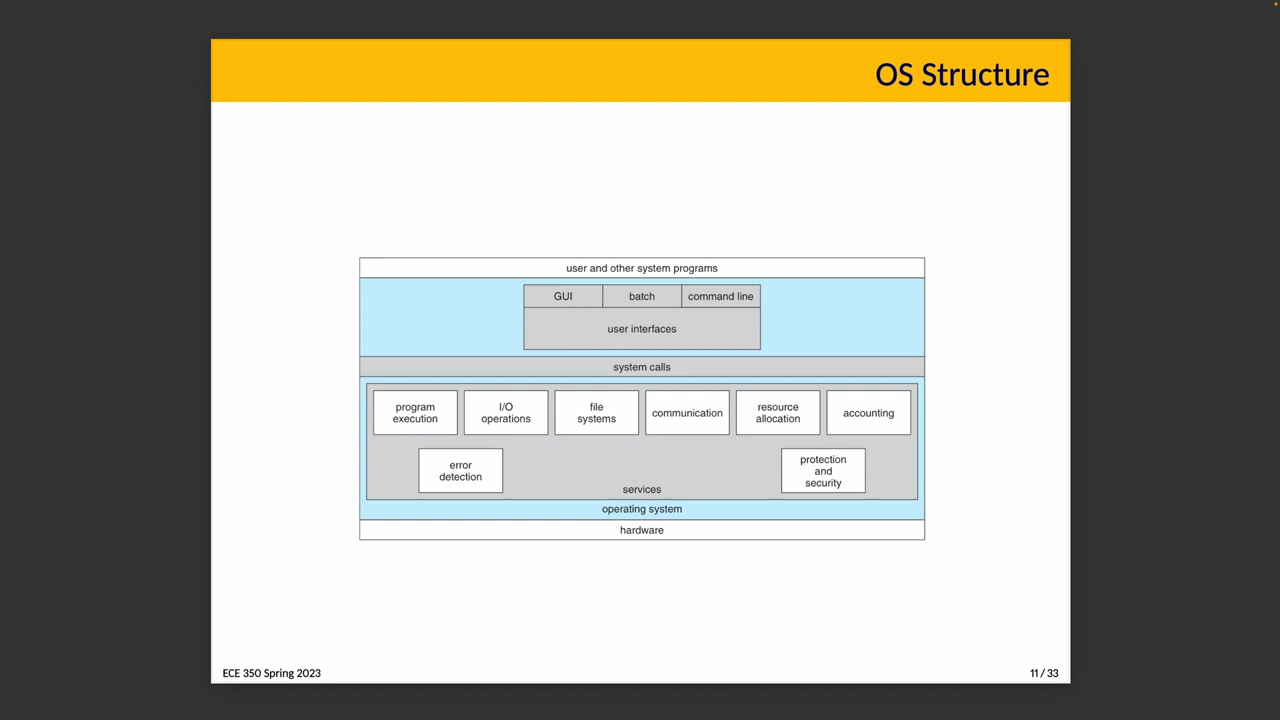 OS Structure
user and other system programs
GUI batch command line
user interfaces
system calls
program
execution
I/O
operations
file
systems
communication
resource
allocation
accounting
error
detection
protection
and
security
services
operating system
hardware
ECE 350 Spring 2023
11 / 33